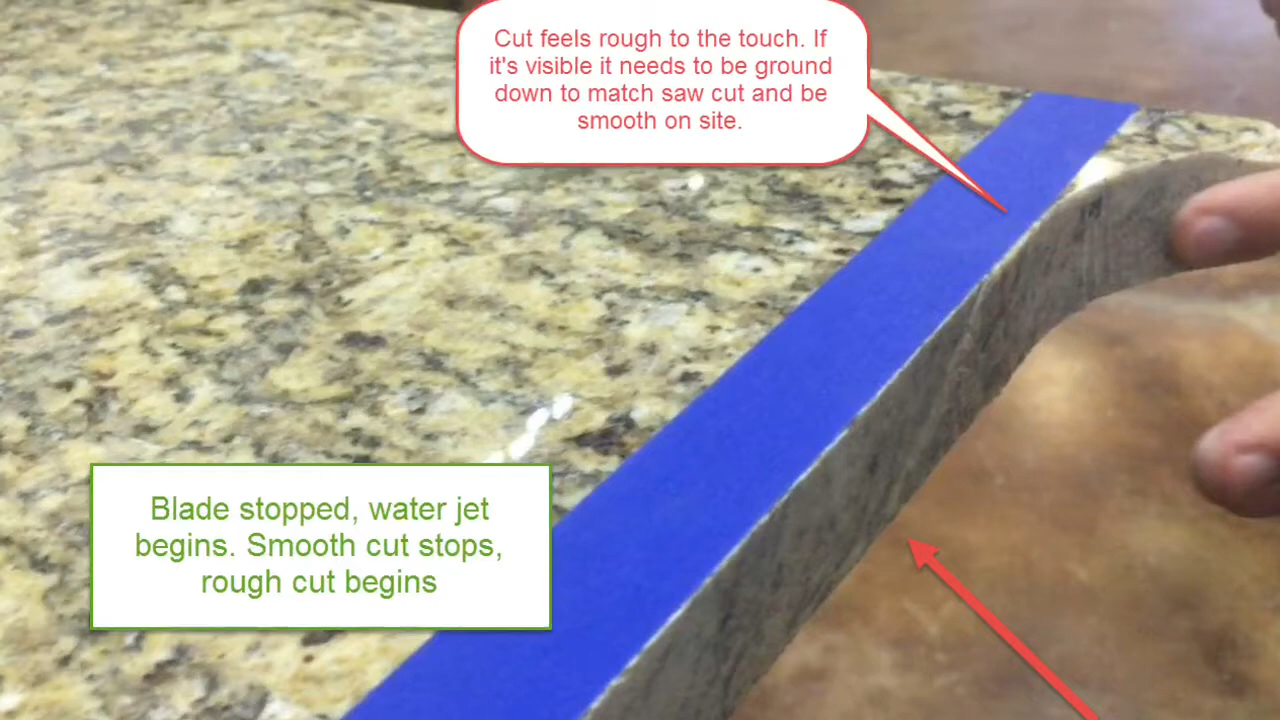 Cut feels rough to the touch. If
it's visible it needs to be ground
down to match saw cut and be
smooth on site.
Blade stopped, water jet
begins. Smooth cut stops,
rough cut begins